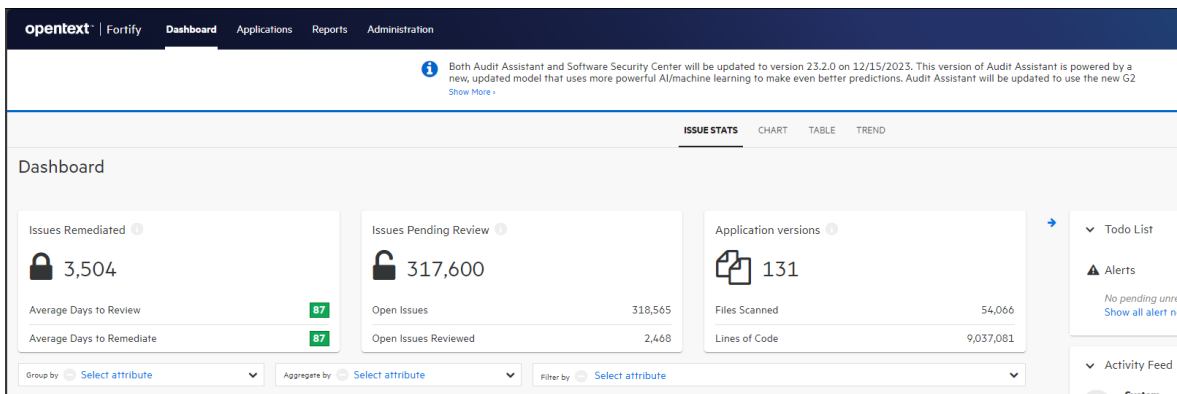 opentext™ | Fortify Dashboard Applications Reports Administration
Both Audit Assistant and Software Security Center will be updated to version 23.2.0 on 12/15/2023. This version of Audit Assistant is powered by a
new, updated model that uses more powerful AI/machine learning to make even better predictions. Audit Assistant will be updated to use the new G2
Show More ›
ISSUE STATS CHART TABLE TREND
Dashboard
Issues Remediated
3,504
Average Days to Review 87
Average Days to Remediate 87
Issues Pending Review
317,600
Open Issues 318,565
Open Issues Reviewed 2,468
Application versions
131
Files Scanned 54,066
Lines of Code 9,037,081
Todo List
Alerts
No pending unre
Show all alert n
Activity Feed
Group by Select attribute
Aggregate by Select attribute
Filter by Select attribute